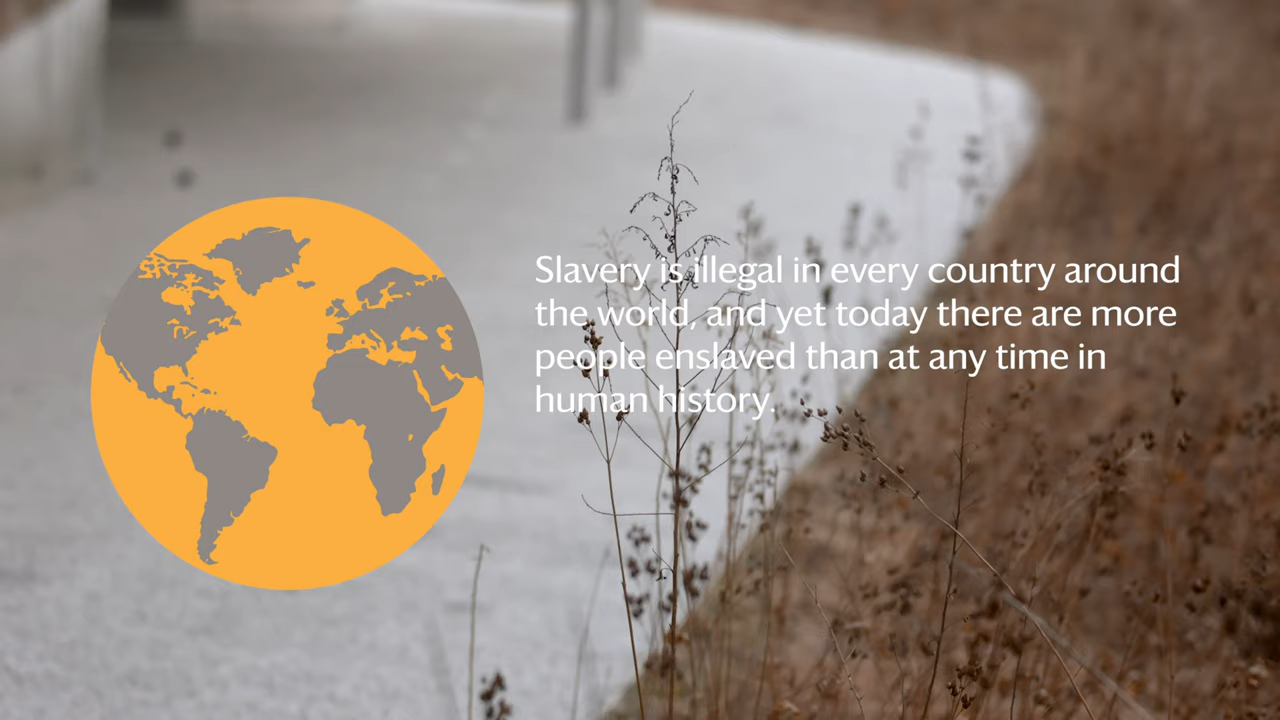 Slavery is illegal in every country around
the world, and yet today there are more
people enslaved than at any time in
human history.